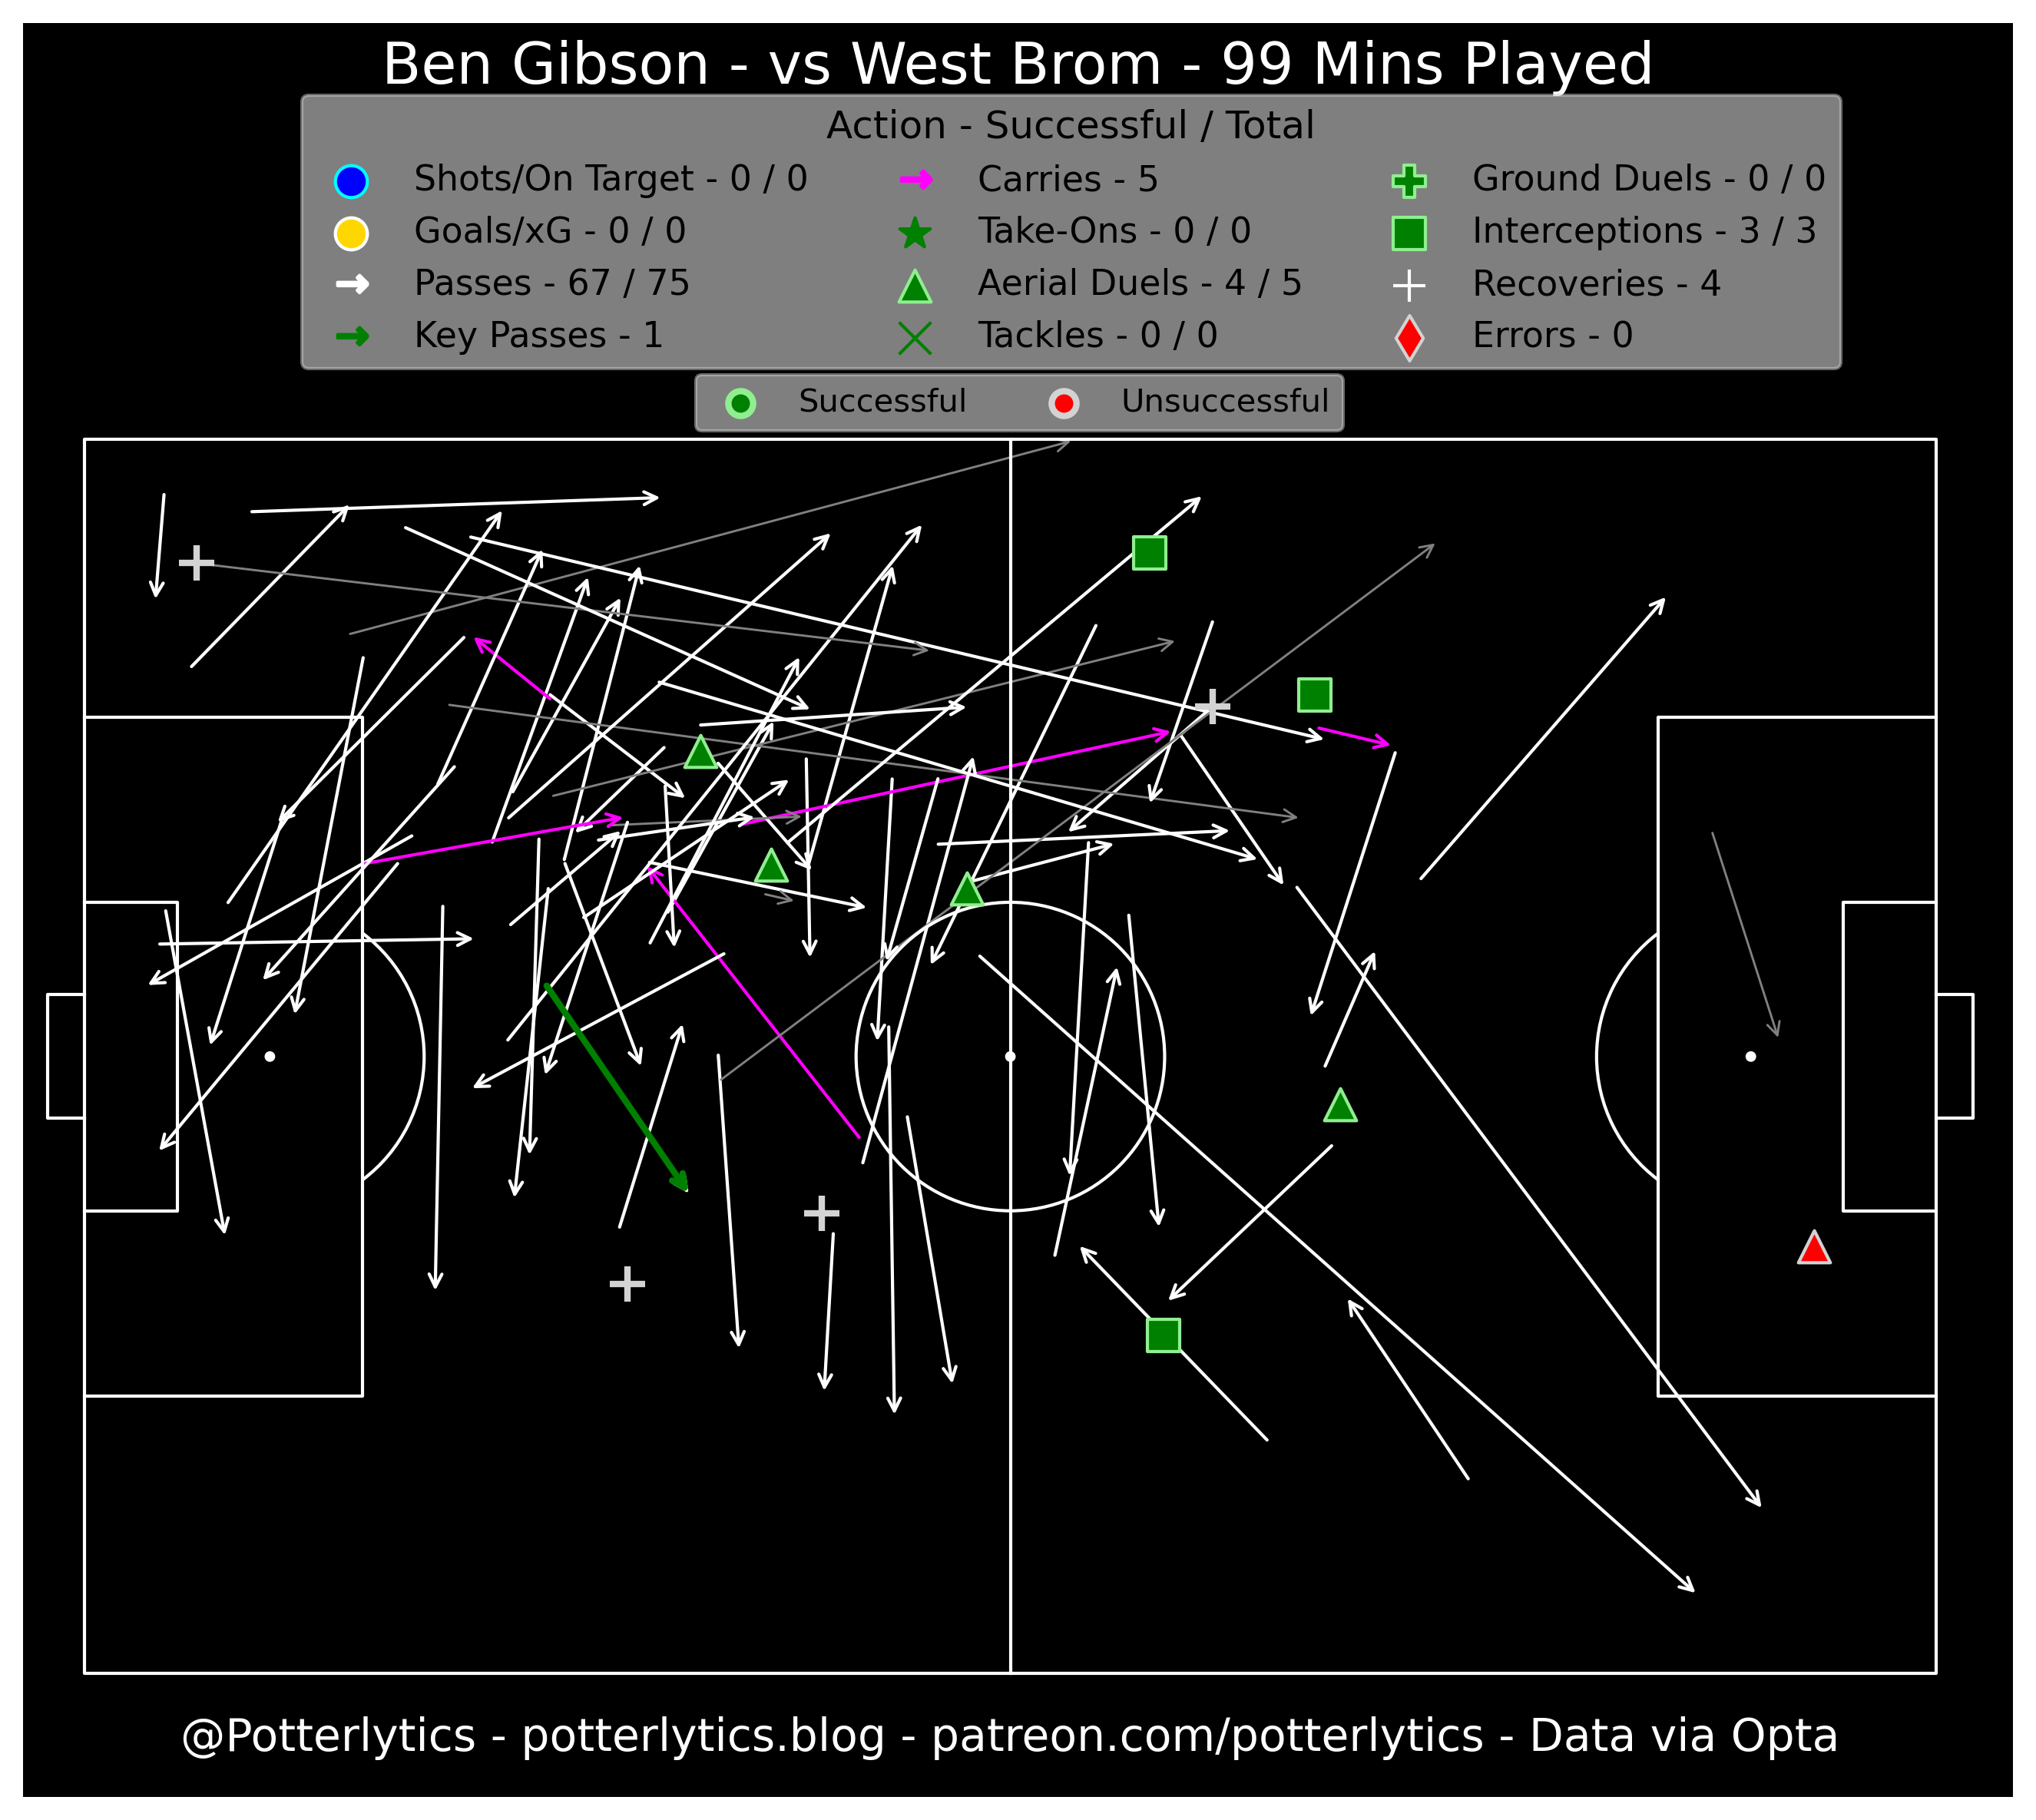 Ben Gibson - vs West Brom - 99 Mins Played
Action - Successful / Total
Shots/On Target - 0 / 0
Goals/xG - 0 / 0
Passes - 67 / 75
Key Passes - 1
Carries - 5
Take-Ons - 0 / 0
Aerial Duels - 4 / 5
Tackles - 0 / 0
Ground Duels - 0 / 0
Interceptions - 3 / 3
Recoveries - 4
Errors - 0
Successful
Unsuccessful
@Potterlytics - potterlytics.blog - patreon.com/potterlytics - Data via Opta